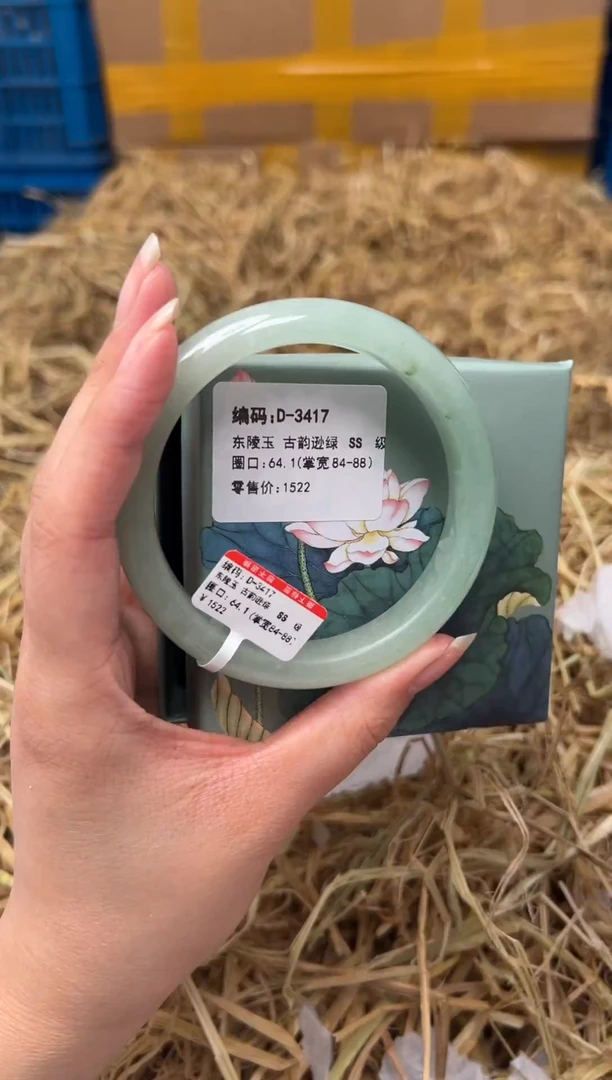 编码:D-3417
东陵玉 古韵逊绿 SS 级
圈口:64.1(掌宽84-88)
零售价:1522
编码: D-3417
东陵玉 古韵逊绿 SS 级
圈口: 64.1(掌宽84-88)
￥1522